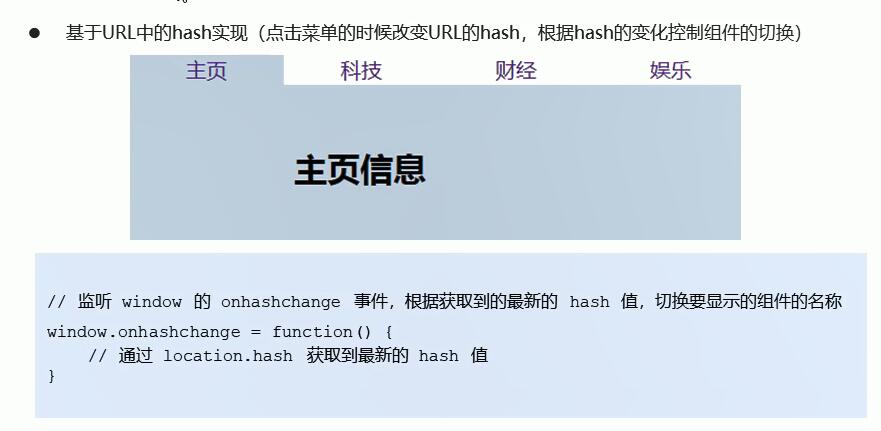 ● 基于URL中的hash实现（点击菜单的时候改变URL的hash，根据hash的变化控制组件的切换）
主页 科技 财经 娱乐
主页信息
// 监听 window 的 onhashchange 事件，根据获取到的最新的 hash 值，切换要显示的组件的名称
window.onhashchange = function() {
// 通过 location.hash 获取到最新的 hash 值
}